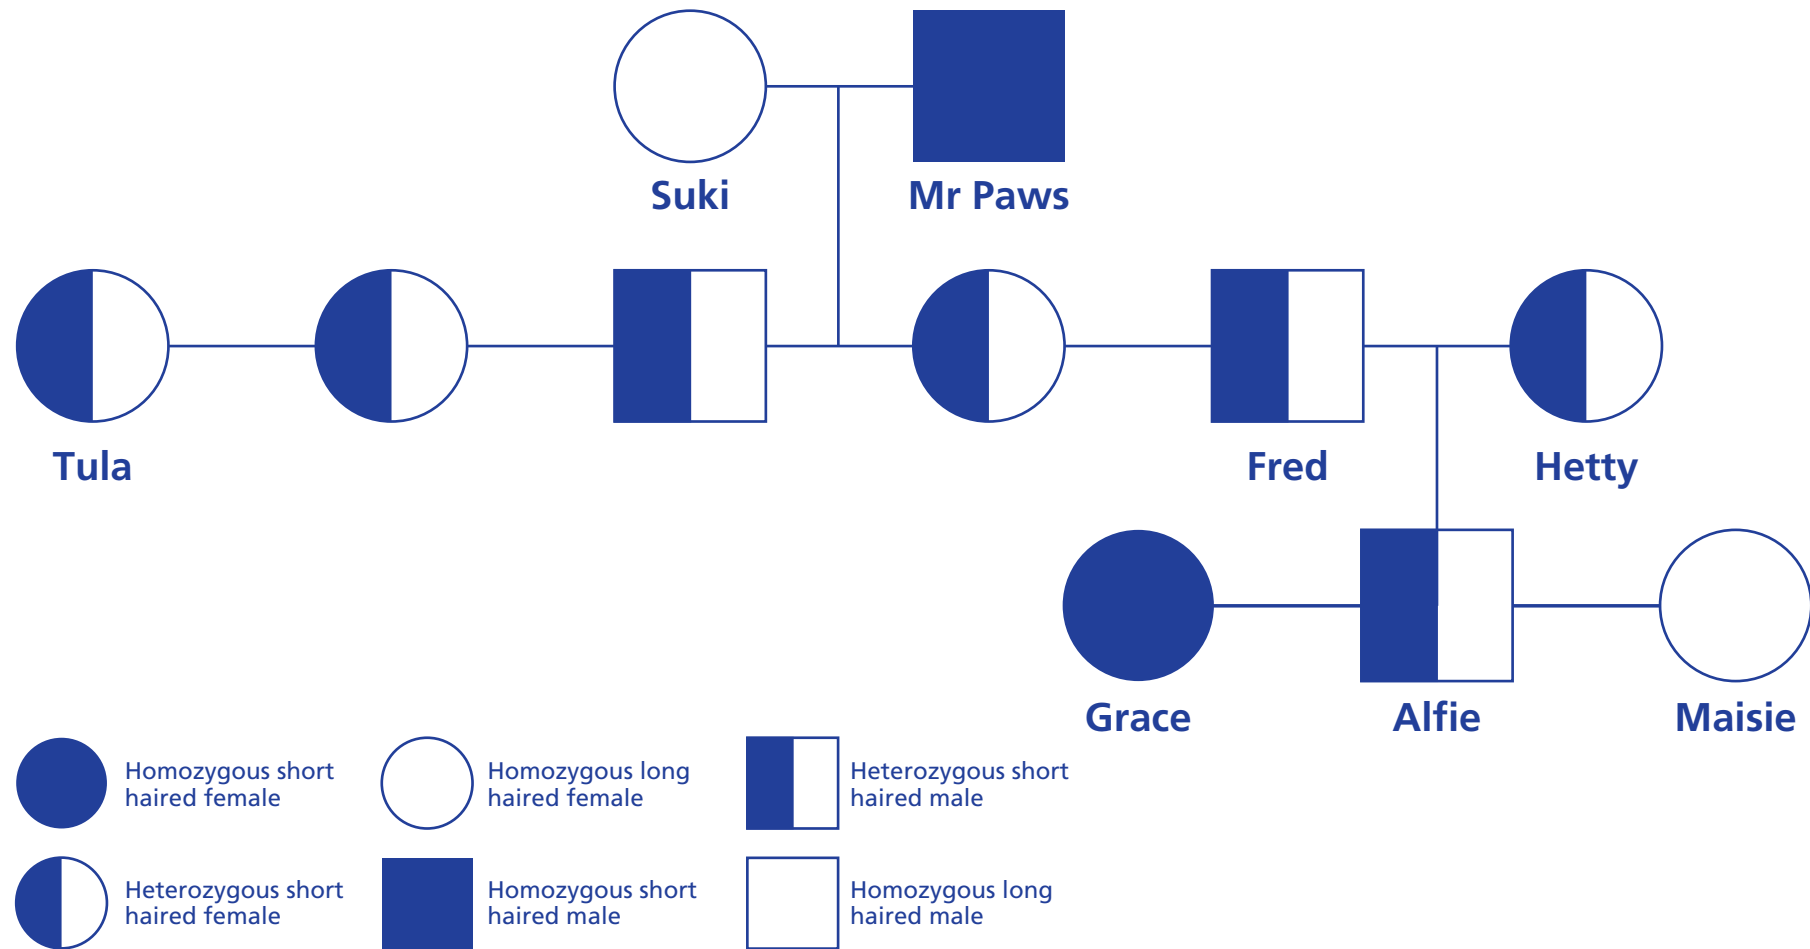 Suki
Mr Paws
Tula
Fred
Hetty
Grace
Alfie
Maisie
Homozygous short
haired female
Homozygous long
haired female
Heterozygous short
haired male
Heterozygous short
haired female
Homozygous short
haired male
Homozygous long
haired male